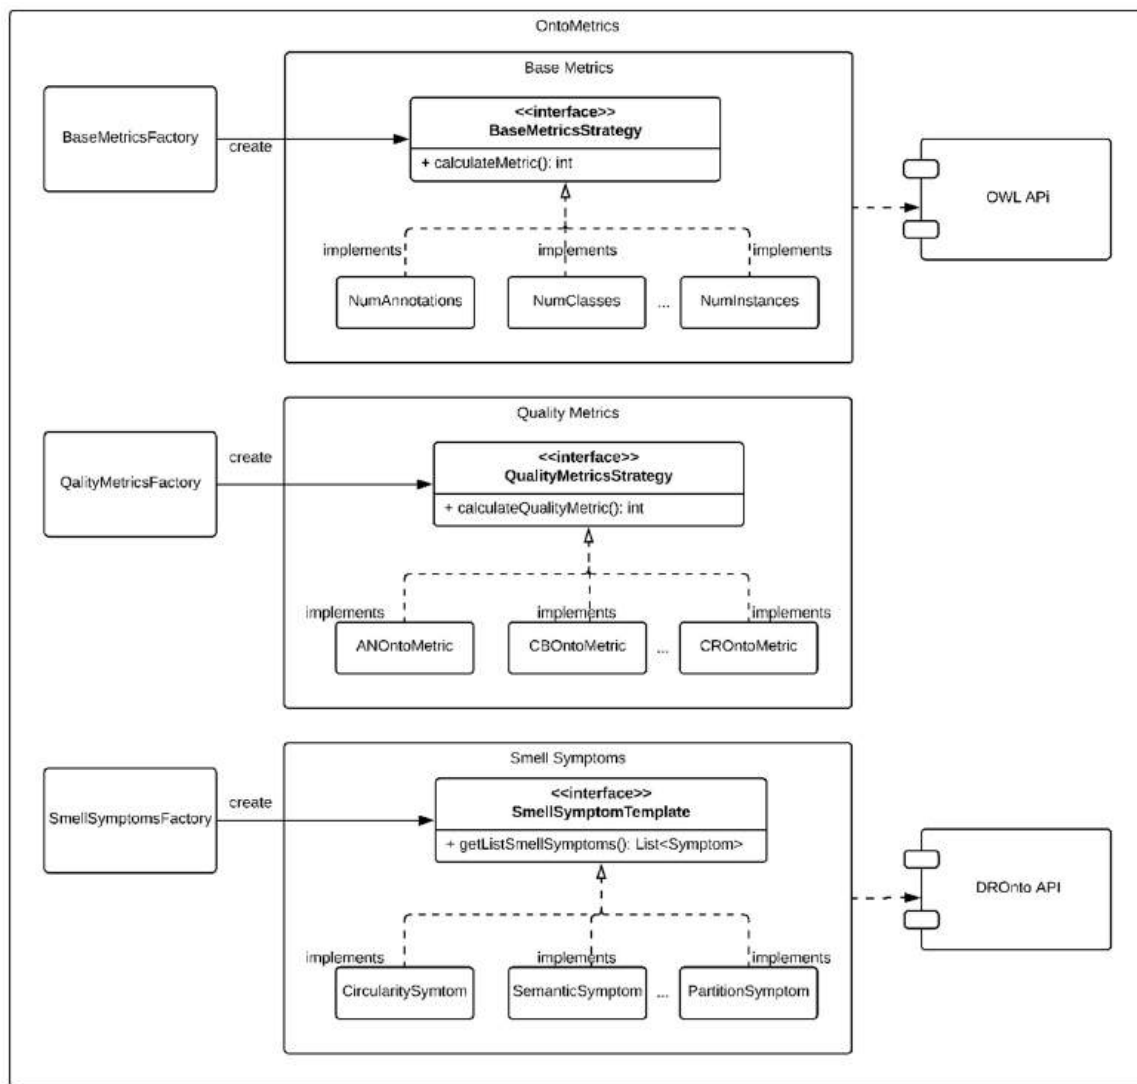 OntoMetrics
Base Metrics
BaseMetricsFactory
create
<<interface>>
BaseMetricsStrategy
+ calculateMetric(): int
OWL APi
implements
implements
implements
NumAnnotations
NumClasses
...
NumInstances
Quality Metrics
QalityMetricsFactory
create
<<interface>>
QualityMetricsStrategy
+ calculateQualityMetric(): int
implements
implements
implements
ANOntoMetric
CBOntoMetric
...
CROntoMetric
Smell Symptoms
SmellSymptomsFactory
create
<<interface>>
SmellSymptomTemplate
+ getListSmellSymptoms(): List<Symptom>
DROnto API
implements
implements
implements
CircularitySymtom
SemanticSymptom
...
PartitionSymptom